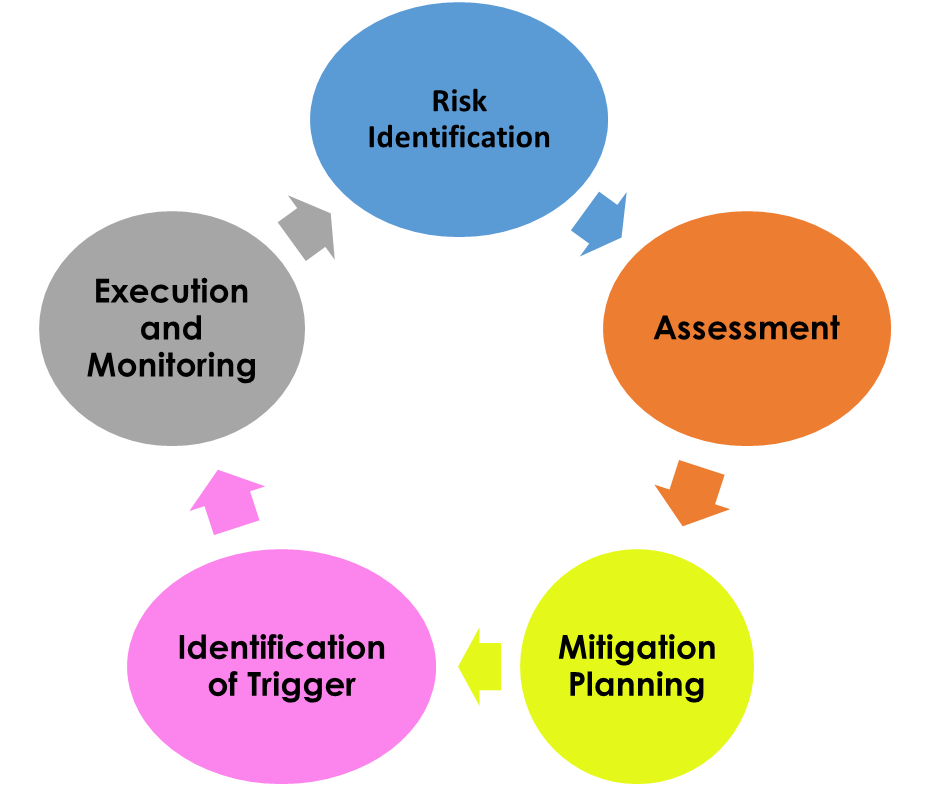 Risk
Identification
Assessment
Mitigation
Planning
Identification
of Trigger
Execution
and
Monitoring